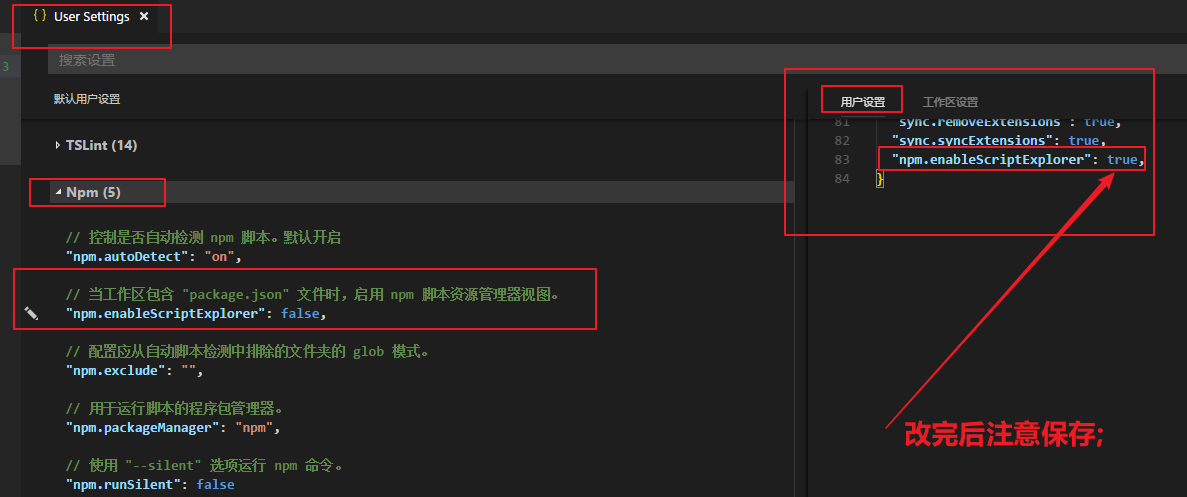 { } User Settings ×
3
搜索设置
默认用户设置
TSLint (14)
Npm (5)
// 控制是否自动检测 npm 脚本。默认开启
"npm.autoDetect": "on",
// 当工作区包含 "package.json" 文件时，启用 npm 脚本资源管理器视图。
"npm.enableScriptExplorer": false,
// 配置应从自动脚本检测中排除的文件夹的 glob 模式。
"npm.exclude": "",
// 用于运行脚本的程序包管理器。
"npm.packageManager": "npm",
// 使用 "--silent" 选项运行 npm 命令。
"npm.runSilent": false
用户设置 工作区设置
81 "sync.removeExtensions": true,
82 "sync.syncExtensions": true,
83 "npm.enableScriptExplorer": true,
84 }
改完后注意保存;